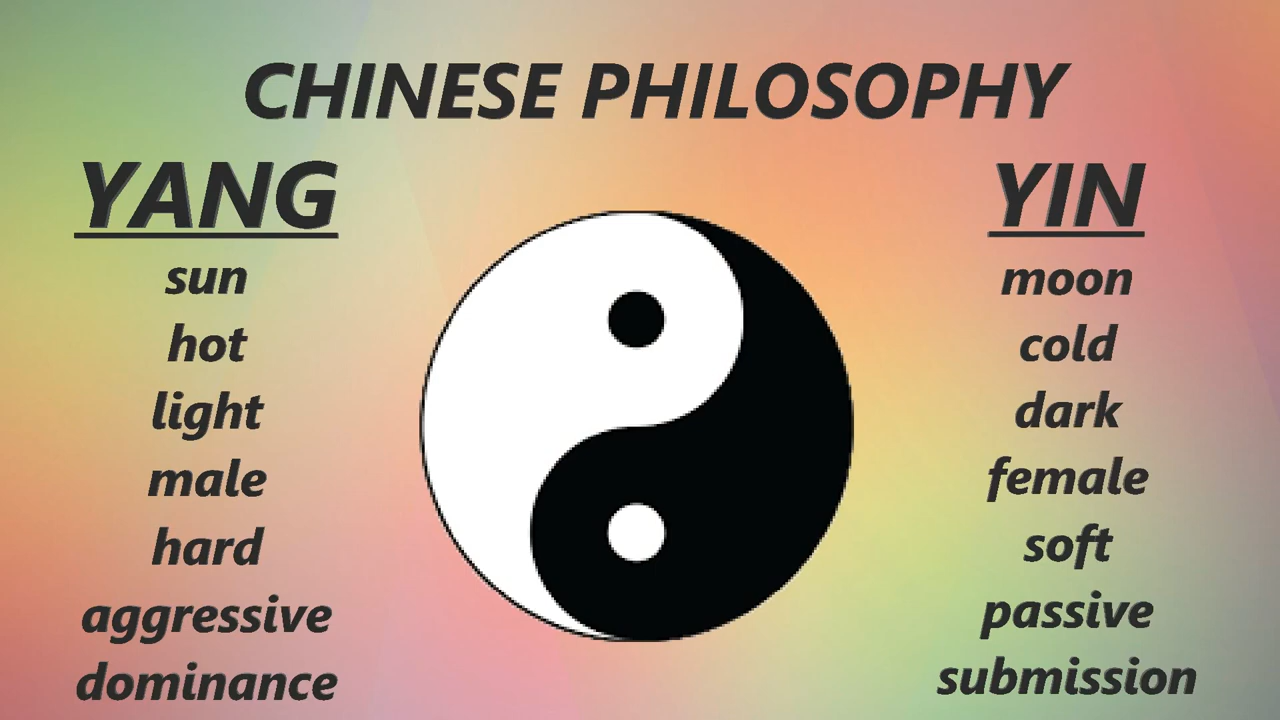 CHINESE PHILOSOPHY
YANG
sun
hot
light
male
hard
aggressive
dominance
YIN
moon
cold
dark
female
soft
passive
submission